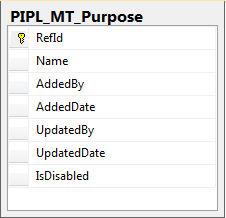 PIPL_MT_Purpose
RefId
Name
AddedBy
AddedDate
UpdatedBy
UpdatedDate
IsDisabled